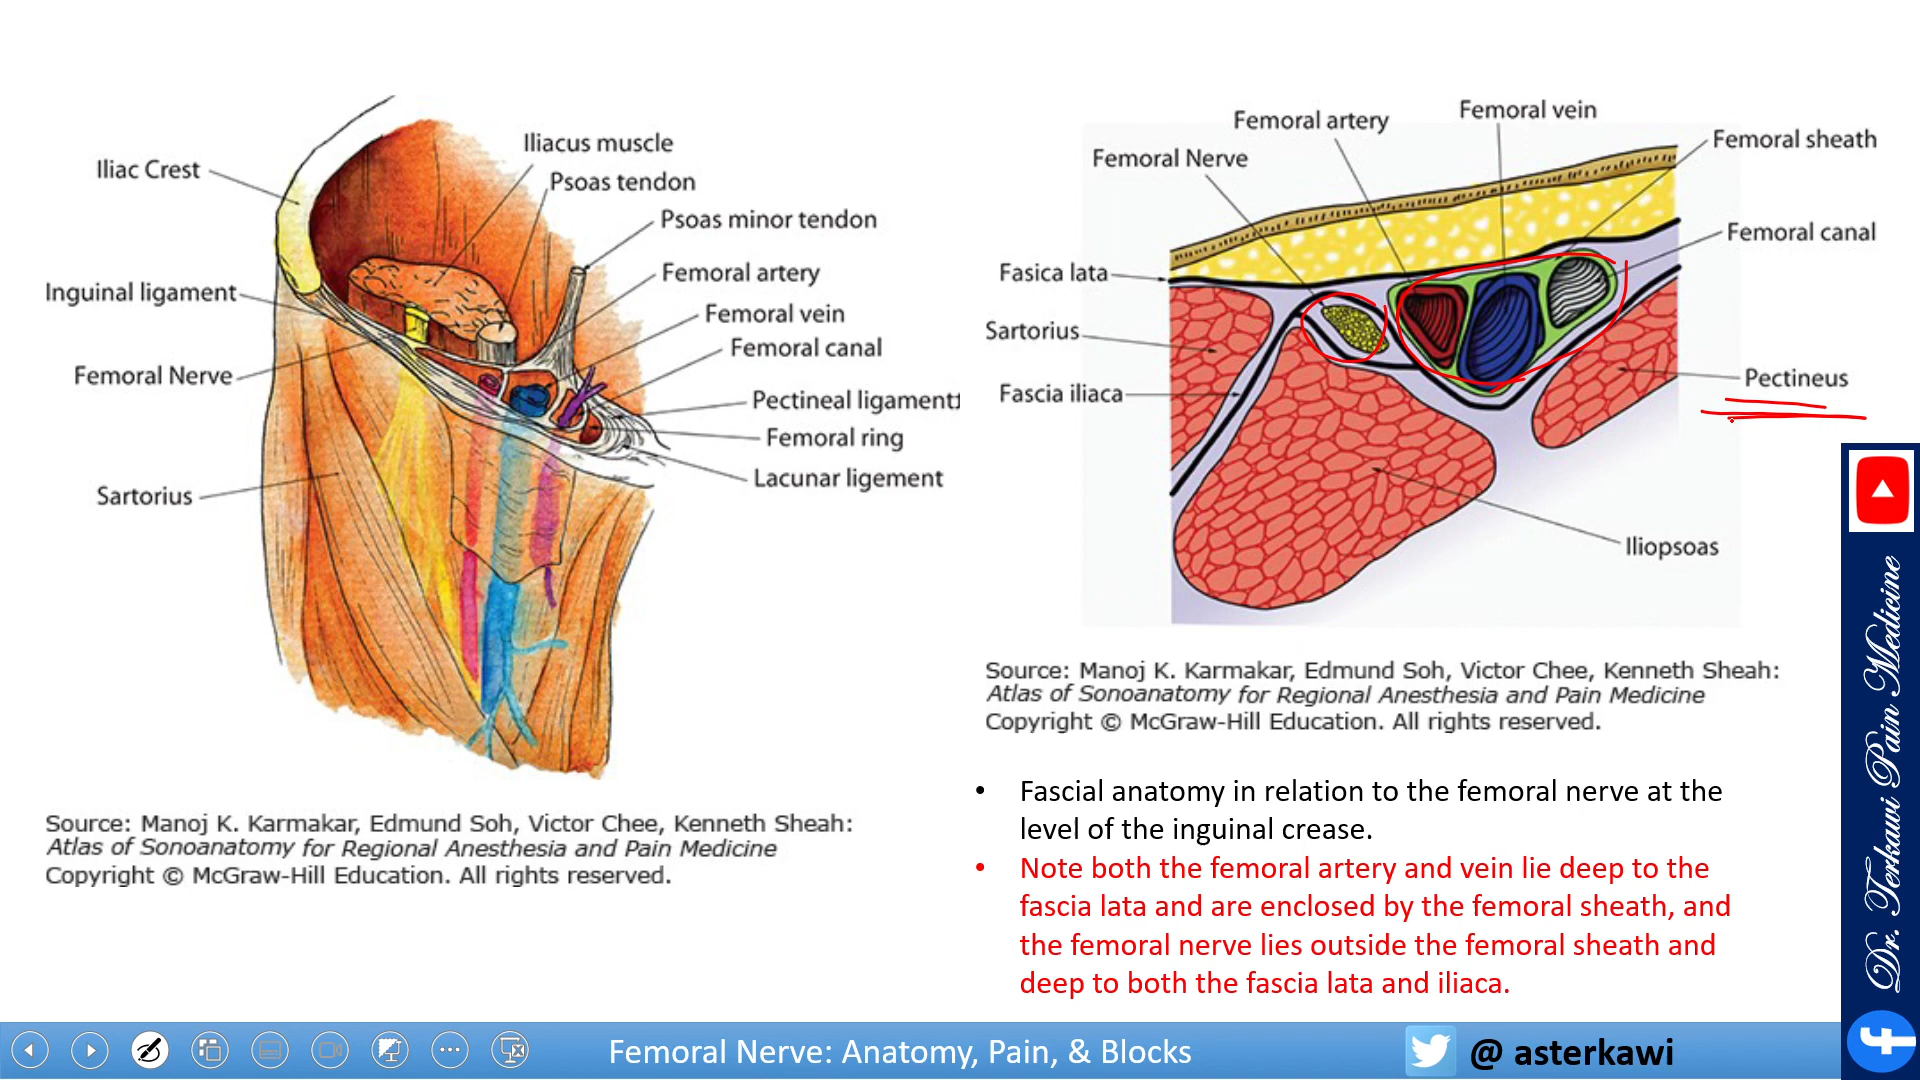 Iliac Crest
Iliacus muscle
Psoas tendon
Psoas minor tendon
Femoral artery
Inguinal ligament
Femoral vein
Femoral canal
Femoral Nerve
Pectineal ligament
Femoral ring
Lacunar ligement
Sartorius
Source: Manoj K. Karmakar, Edmund Soh, Victor Chee, Kenneth Sheah:
Atlas of Sonoanatomy for Regional Anesthesia and Pain Medicine
Copyright © McGraw-Hill Education. All rights reserved.
Femoral vein
Femoral artery
Femoral sheath
Femoral Nerve
Femoral canal
Fasica lata
Sartorius
Pectineus
Fascia iliaca
Iliopsoas
Source: Manoj K. Karmakar, Edmund Soh, Victor Chee, Kenneth Sheah:
Atlas of Sonoanatomy for Regional Anesthesia and Pain Medicine
Copyright © McGraw-Hill Education. All rights reserved.
• Fascial anatomy in relation to the femoral nerve at the
level of the inguinal crease.
• Note both the femoral artery and vein lie deep to the
fascia lata and are enclosed by the femoral sheath, and
the femoral nerve lies outside the femoral sheath and
deep to both the fascia lata and iliaca.
Dr. Terkawi Pain Medicine
Femoral Nerve: Anatomy, Pain, & Blocks
@ asterkawi